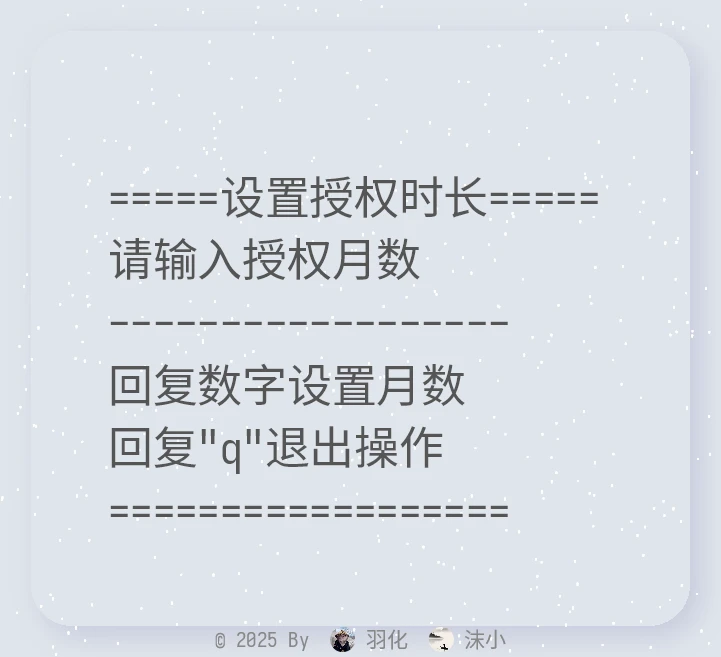 =====设置授权时长=====
请输入授权月数
------------------
回复数字设置月数
回复"q"退出操作
==================
© 2025 By 羽化 沫小